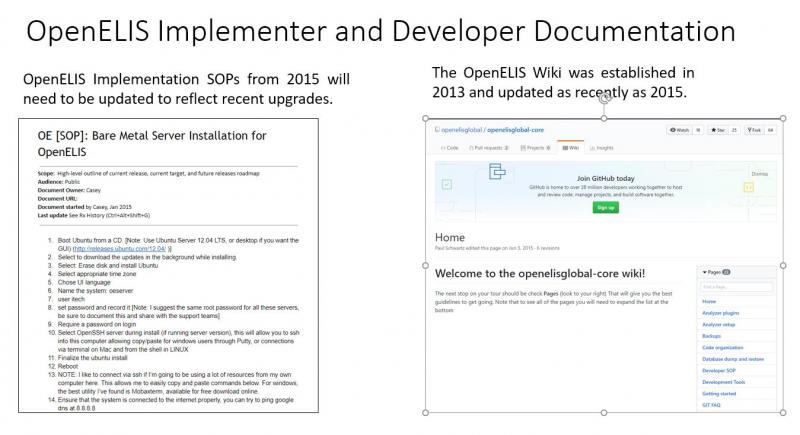 OpenELIS Implementer and Developer Documentation
OpenELIS Implementation SOPs from 2015 will
need to be updated to reflect recent upgrades.
OE [SOP]: Bare Metal Server Installation for
OpenELIS
Scope: High-level outline of current release, current target, and future releases roadmap
Audience: Public
Document Owner: Casey
Document URL:
Document started by Casey, Jan 2015
Last update See Rx History (Ctrl+Alt+Shift+G)
1. Boot Ubuntu from a CD. [Note: Use Ubuntu Server 12.04 LTS, or desktop if you want the
GUI) (http://releases.ubuntu.com/12.04/ )]
2. Select to download the updates in the background while installing.
3. Select: Erase disk and install Ubuntu
4. Select appropriate time zone
5. Chose UI language
6. Name the system: oeserver
7. user itech
8. set password and record it [Note: I suggest the same root password for all these servers,
be sure to document this and share with the support teams]
9. Require a password on login
10. Select OpenSSH server during install (if running server version), this will allow you to ssh
into this computer allowing copy/paste for windows users through Putty, or connections
via terminal on Mac and from the shell in LINUX
11. Finalize the ubuntu install
12. Reboot
13. NOTE: I like to connect via ssh if I'm going to be using a lot of resources from my own
computer here. This allows me to easily copy and paste commands below. For windows,
the best utility I've found is Mobaxterm, available for free download online.
14. Ensure that the system is connected to the internet properly, you can try to ping google
dns at 8.8.8.8
The OpenELIS Wiki was established in
2013 and updated as recently as 2015.
openelisglobal / openelisglobal-core
Watch
Star 25
Fork
Code
Pull requests 2
Projects 0
Wiki
Insights
Join GitHub today
Dismiss
GitHub is home to over 28 million developers working together to host
and review code, manage projects, and build software together.
Sign up
Home
Paul Schwartz edited this page on Jun 3, 2015 · 6 revisions
Welcome to the openelisglobal-core wiki!
The next stop on your tour should be check Pages (look to your right) That will give you the best
guidelines to get going. Note that to see all of the pages you will need to expand the list at the
bottom
Pages
Find a Page...
Home
Analyzer plugins
Analyzer setup
Backups
Code organization
Database dump and restore
Developer SOP
Development Tools
Getting started
GIT FAQ